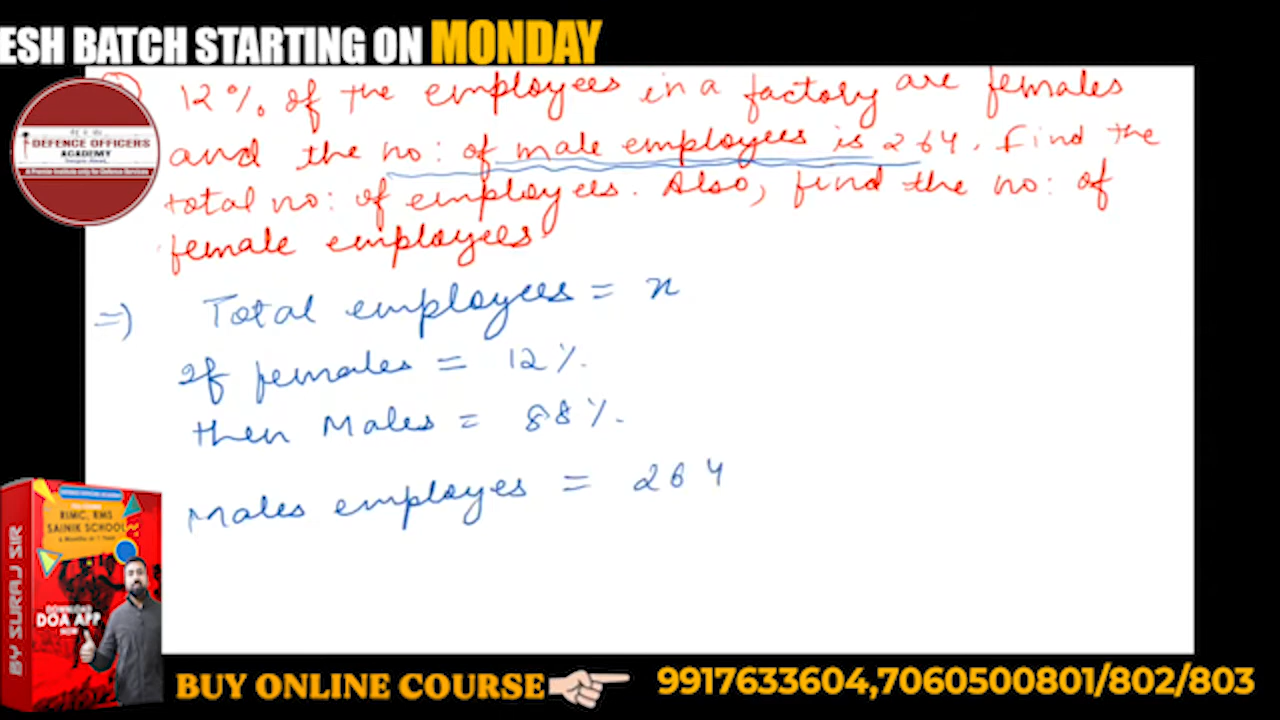 ESH BATCH STARTING ON MONDAY
12% of the employees in a factory are females
and the no: of male employees is 264. Find the
total no: of employees. Also, find the no: of
female employees
=) Total employees = x
If females = 12%.
then Males = 88%.
Males employes = 264
DEFENCE OFFICERS
ACADEMY
RIMC, RMS
SAINIK SCHOOL
DOWNLOAD
DOA APP
NOW
BY SURAJ SIR
BUY ONLINE COURSE
9917633604,7060500801/802/803